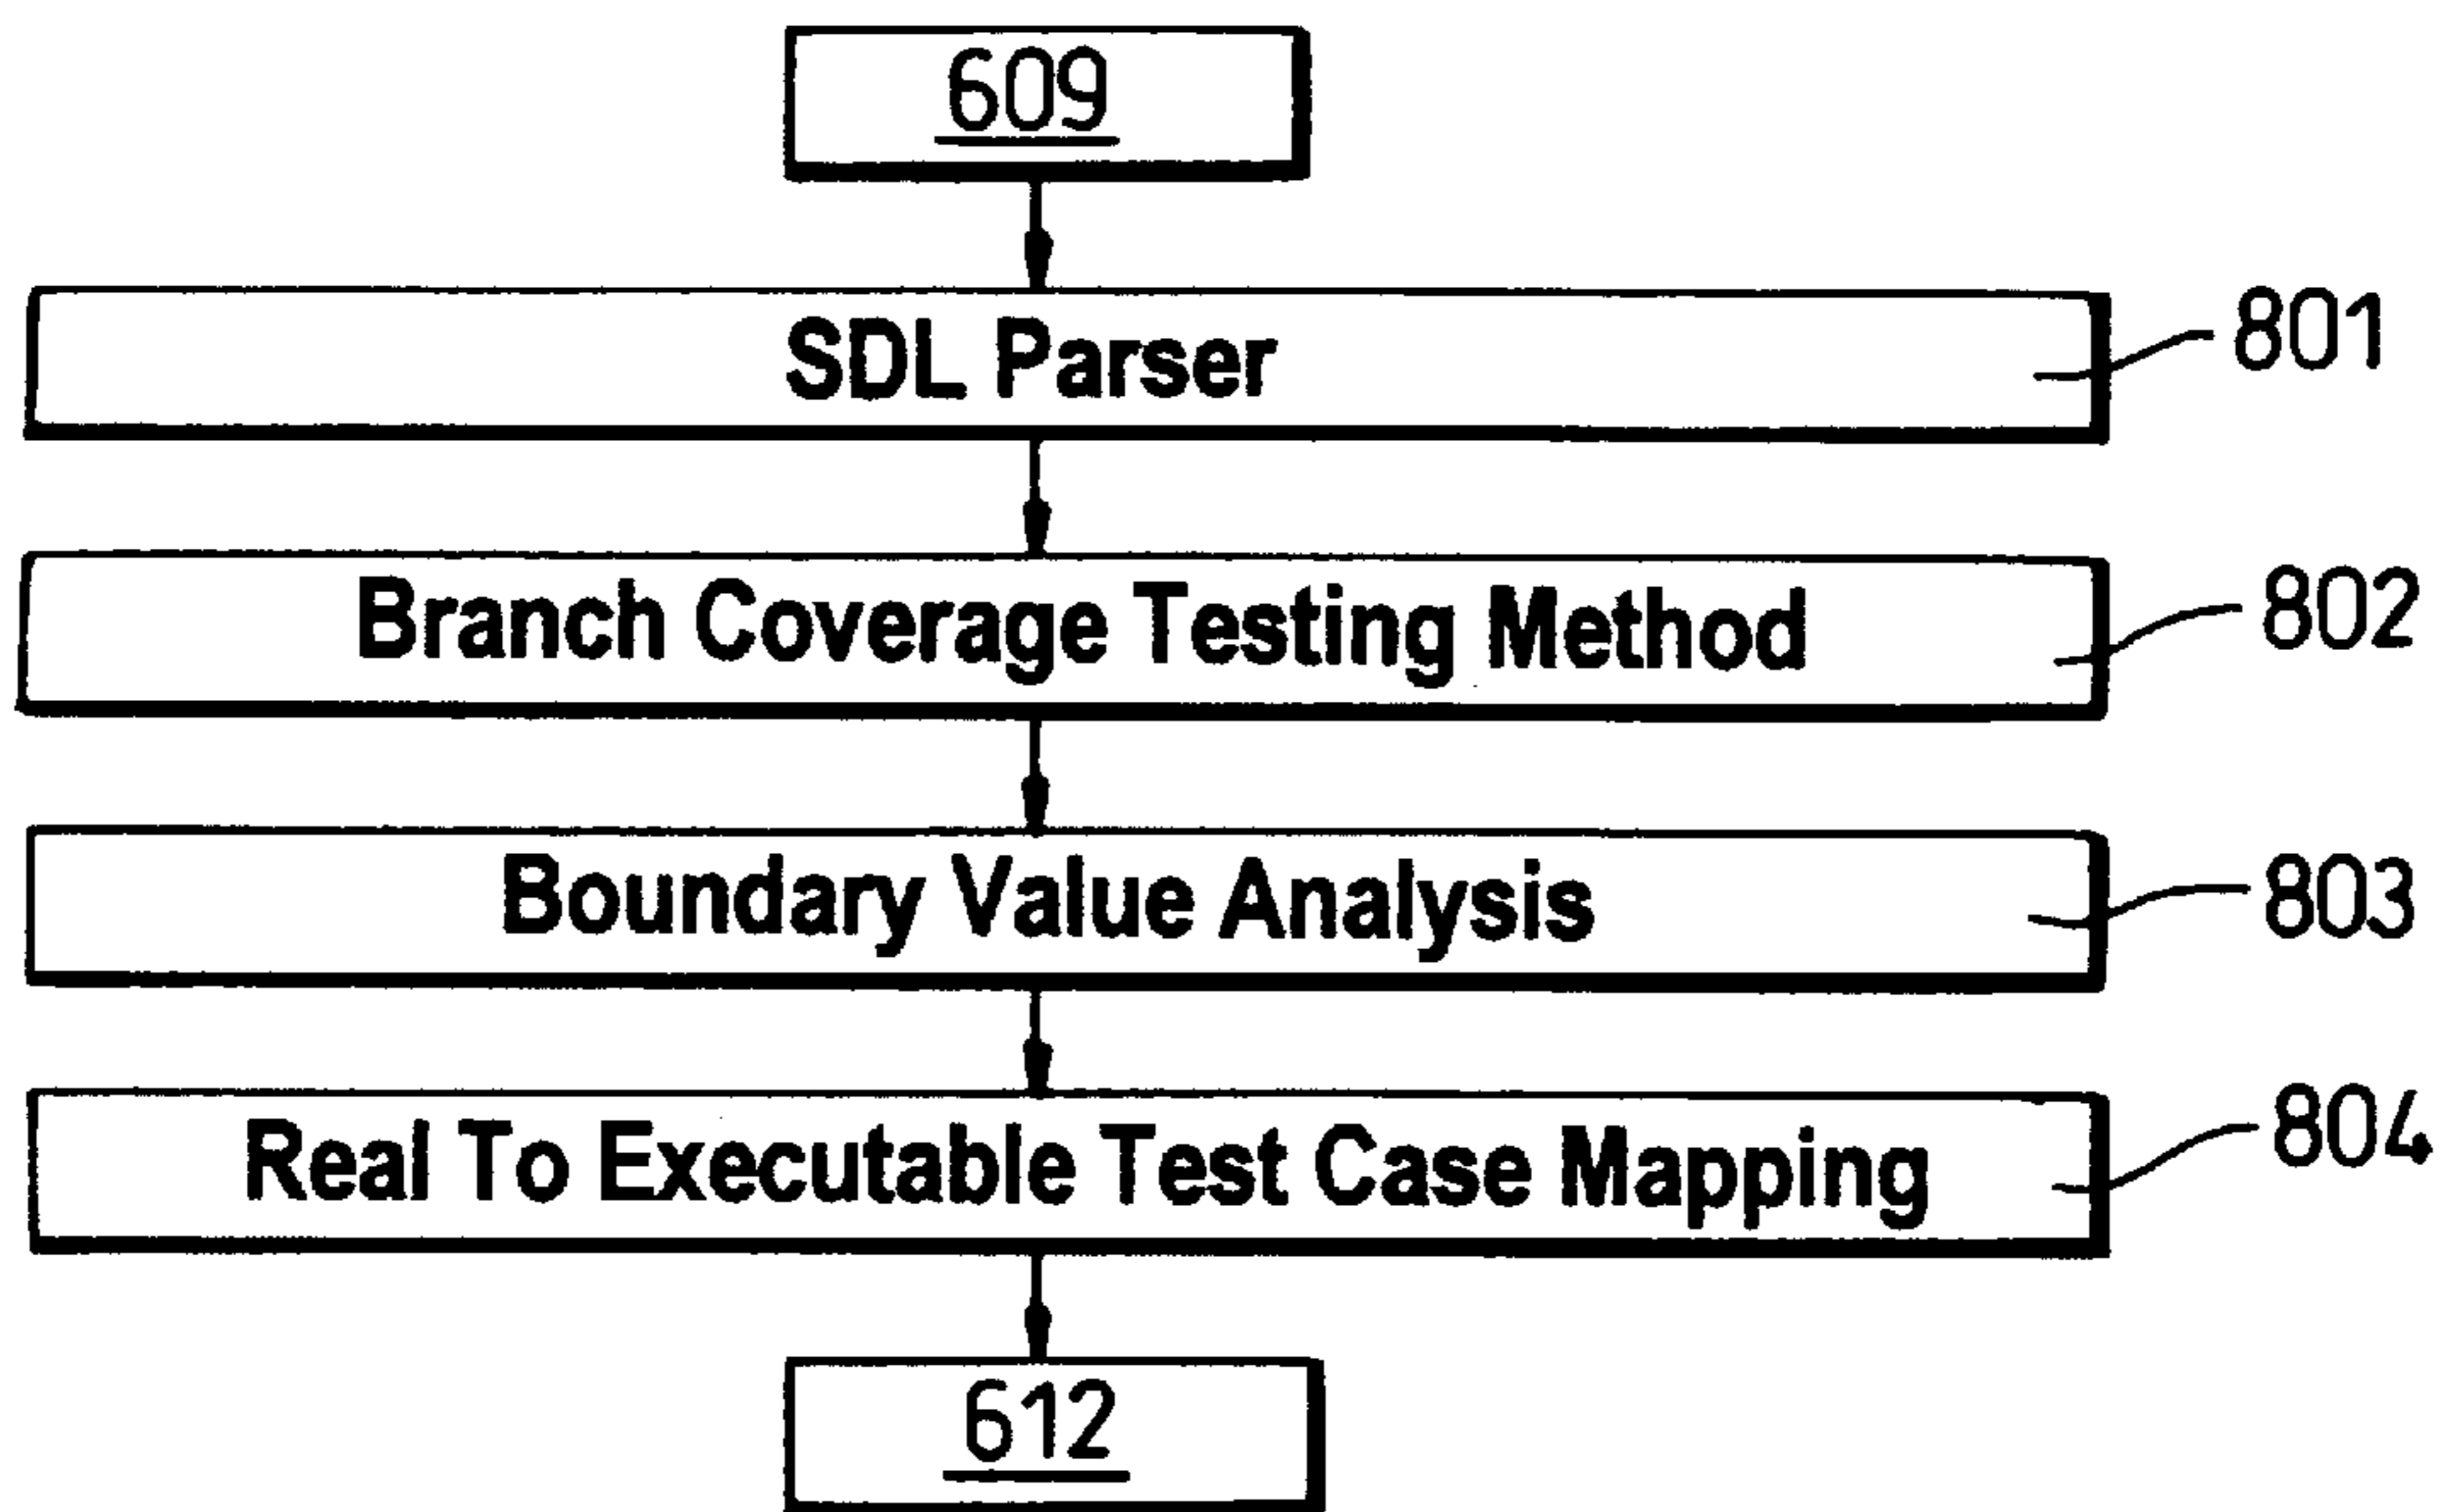 609
SDL Parser
801
Branch Coverage Testing Method
802
Boundary Value Analysis
803
Real To Executable Test Case Mapping
804
612